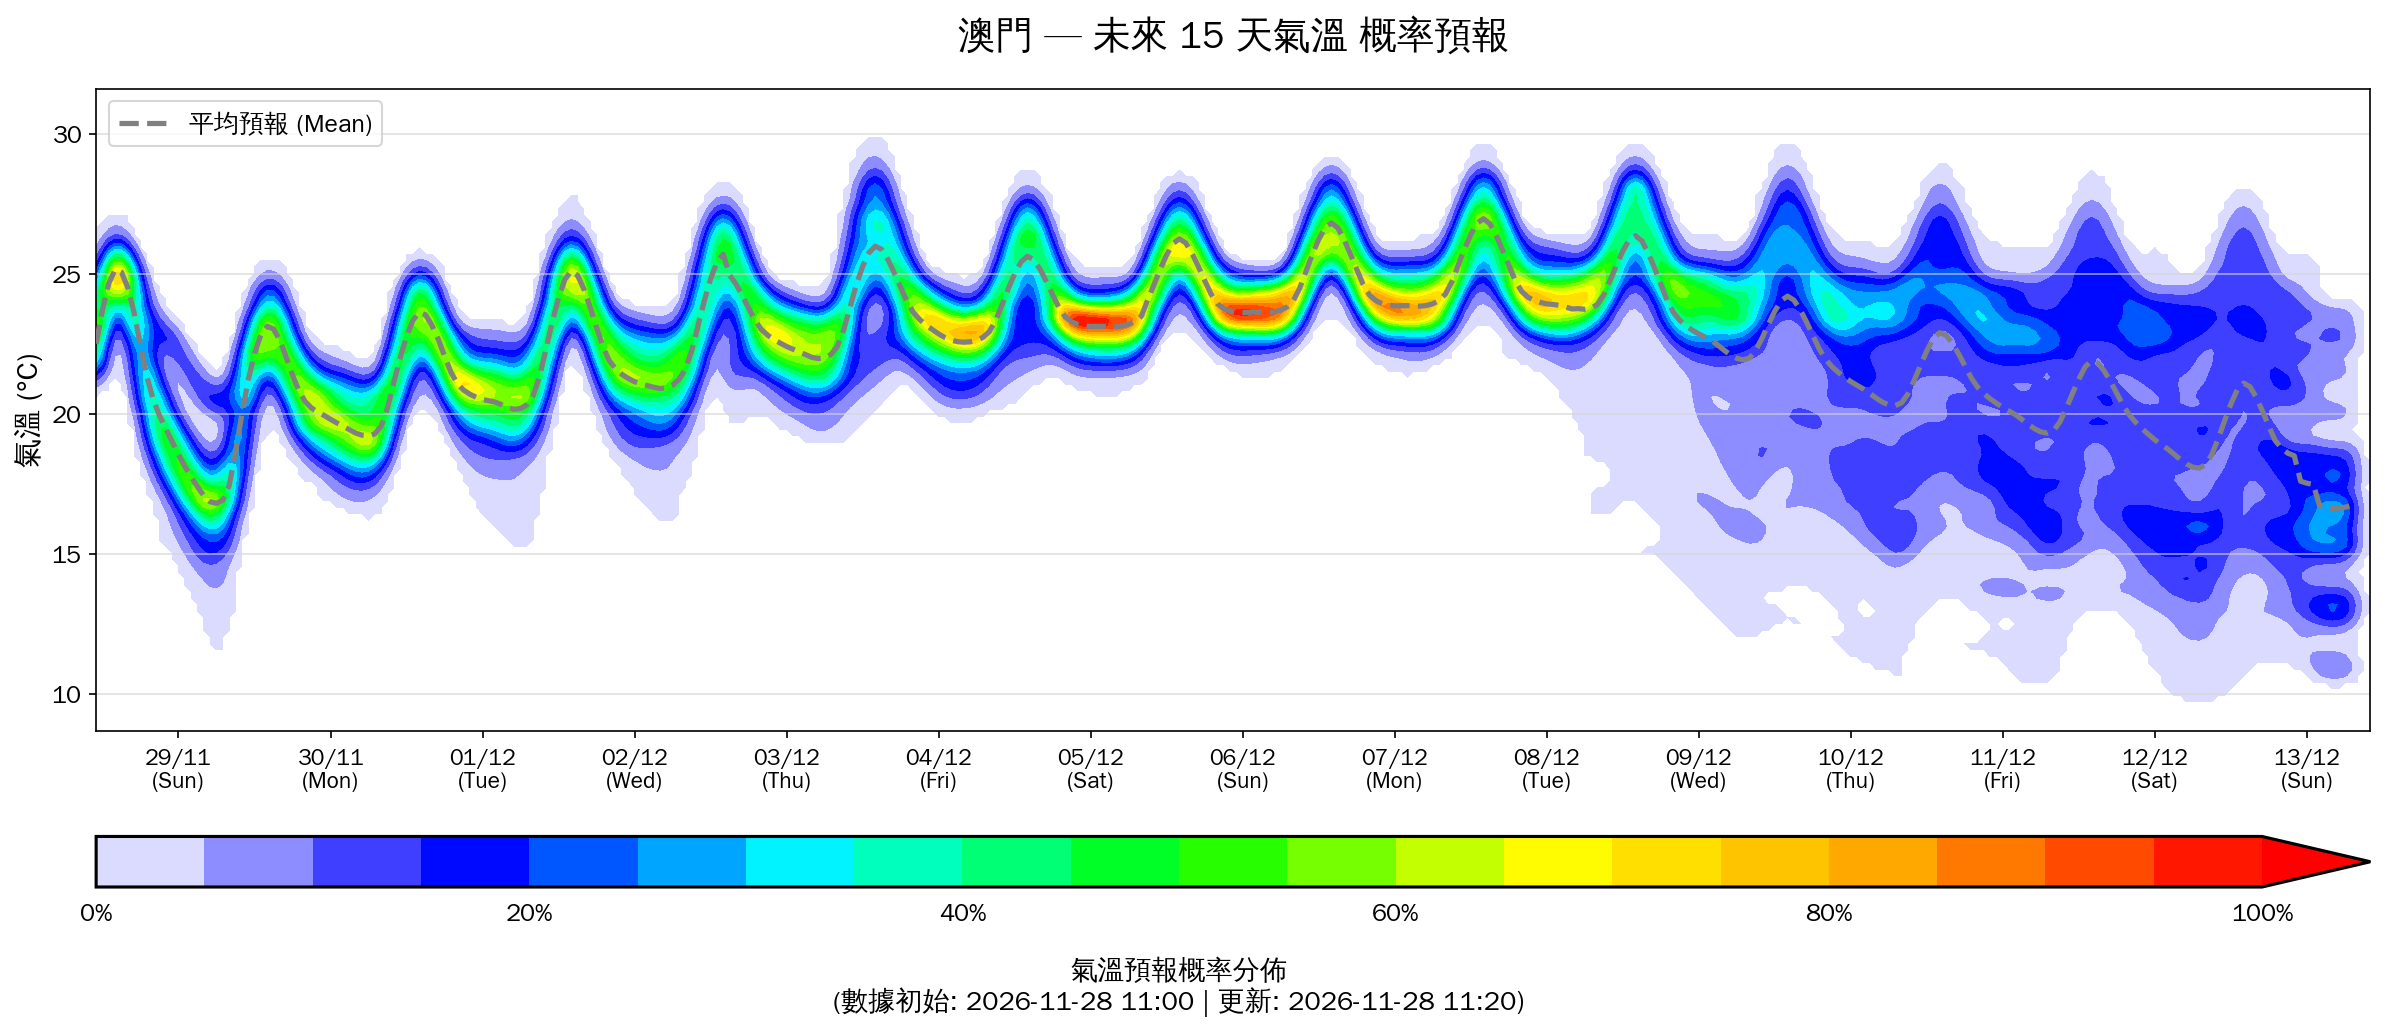 澳門 — 未來 15 天氣溫 概率預報
平均預報 (Mean)
氣溫 (°C)
30
25
20
15
10
29/11 30/11 01/12 02/12 03/12 04/12 05/12 06/12 07/12 08/12 09/12 10/12 11/12 12/12 13/12
(Sun) (Mon) (Tue) (Wed) (Thu) (Fri) (Sat) (Sun) (Mon) (Tue) (Wed) (Thu) (Fri) (Sat) (Sun)
0% 20% 40% 60% 80% 100%
氣溫預報概率分佈
(數據初始: 2026-11-28 11:00 | 更新: 2026-11-28 11:20)